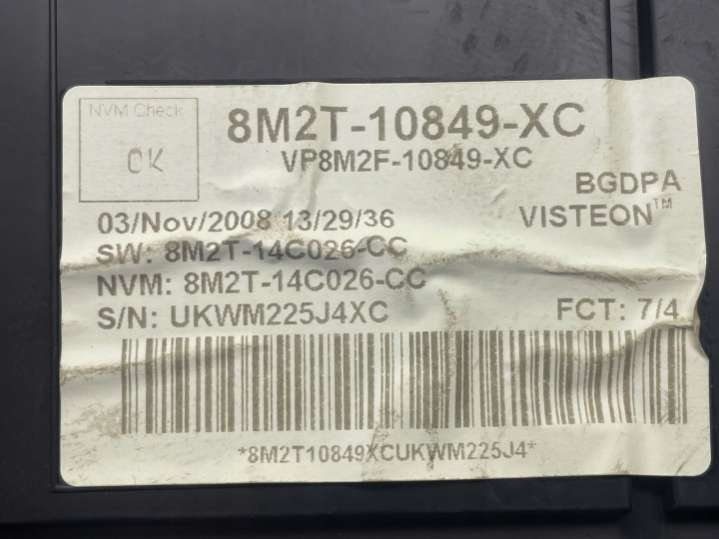 NVM Check
OK
8M2T-10849-XC
VP8M2F-10849-XC
BGDPA
VISTEON™
03/Nov/2008 13/29/36
SW: 8M2T-14C026-CC
NVM: 8M2T-14C026-CC
S/N: UKWM225J4XC
FCT: 7/4
*8M2T10849XCUKWM225J4*